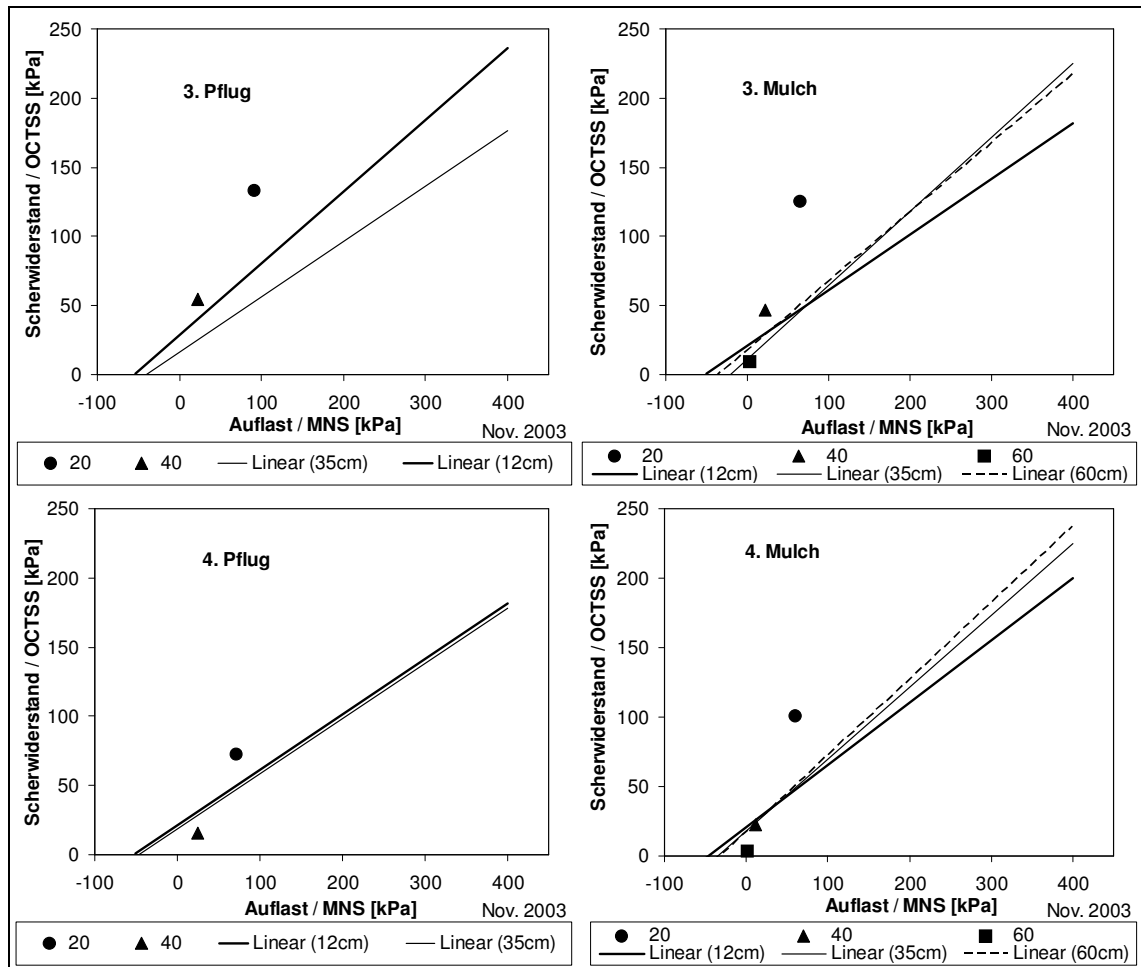 Scherwiderstand / OCTSS [kPa]
250
200
150
100
50
0
3. Pflug
-100 0 100 200 300 400
Auflast / MNS [kPa]
Nov. 2003
20 40 Linear (35cm) Linear (12cm)
Scherwiderstand / OCTSS [kPa]
250
200
150
100
50
0
3. Mulch
-100 0 100 200 300 400
Auflast / MNS [kPa]
Nov. 2003
20 40 60
Linear (12cm) Linear (35cm) Linear (60cm)
Scherwiderstand / OCTSS [kPa]
250
200
150
100
50
0
4. Pflug
-100 0 100 200 300 400
Auflast / MNS [kPa]
Nov. 2003
20 40 Linear (12cm) Linear (35cm)
Scherwiderstand / OCTSS [kPa]
250
200
150
100
50
0
4. Mulch
-100 0 100 200 300 400
Auflast / MNS [kPa]
Nov. 2003
20 40 60
Linear (12cm) Linear (35cm) Linear (60cm)